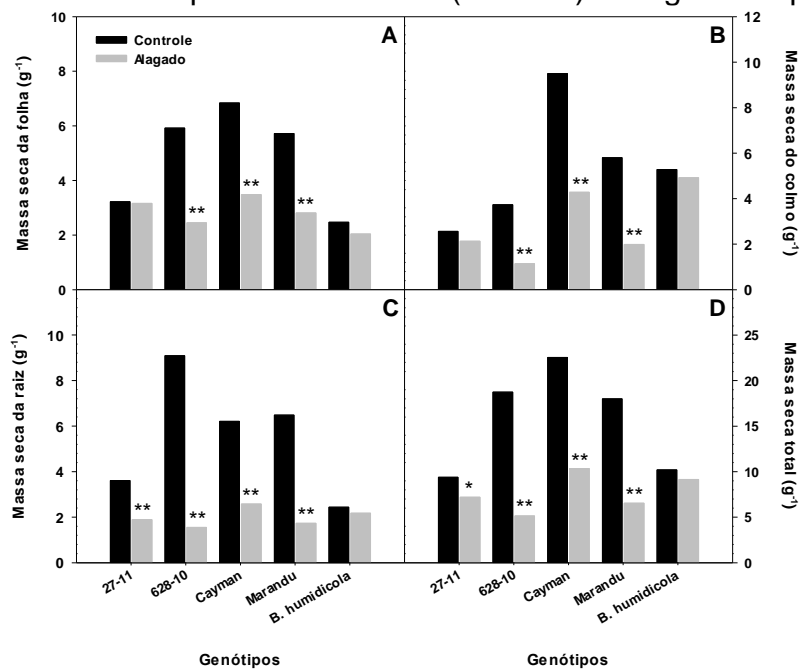 Controle
Alagado
A
B
C
D
Massa seca da folha (g⁻¹)
10
8
6
4
2
0
Massa seca do colmo (g⁻¹)
12
10
8
6
4
2
0
**
**
**
**
**
**
Massa seca da raiz (g⁻¹)
10
8
6
4
2
0
Massa seca total (g⁻¹)
25
20
15
10
5
0
**
**
**
**
*
**
**
**
27-11
628-10
Cayman
Marandu
B. humidicola
27-11
628-10
Cayman
Marandu
B. humidicola
Genótipos
Genótipos